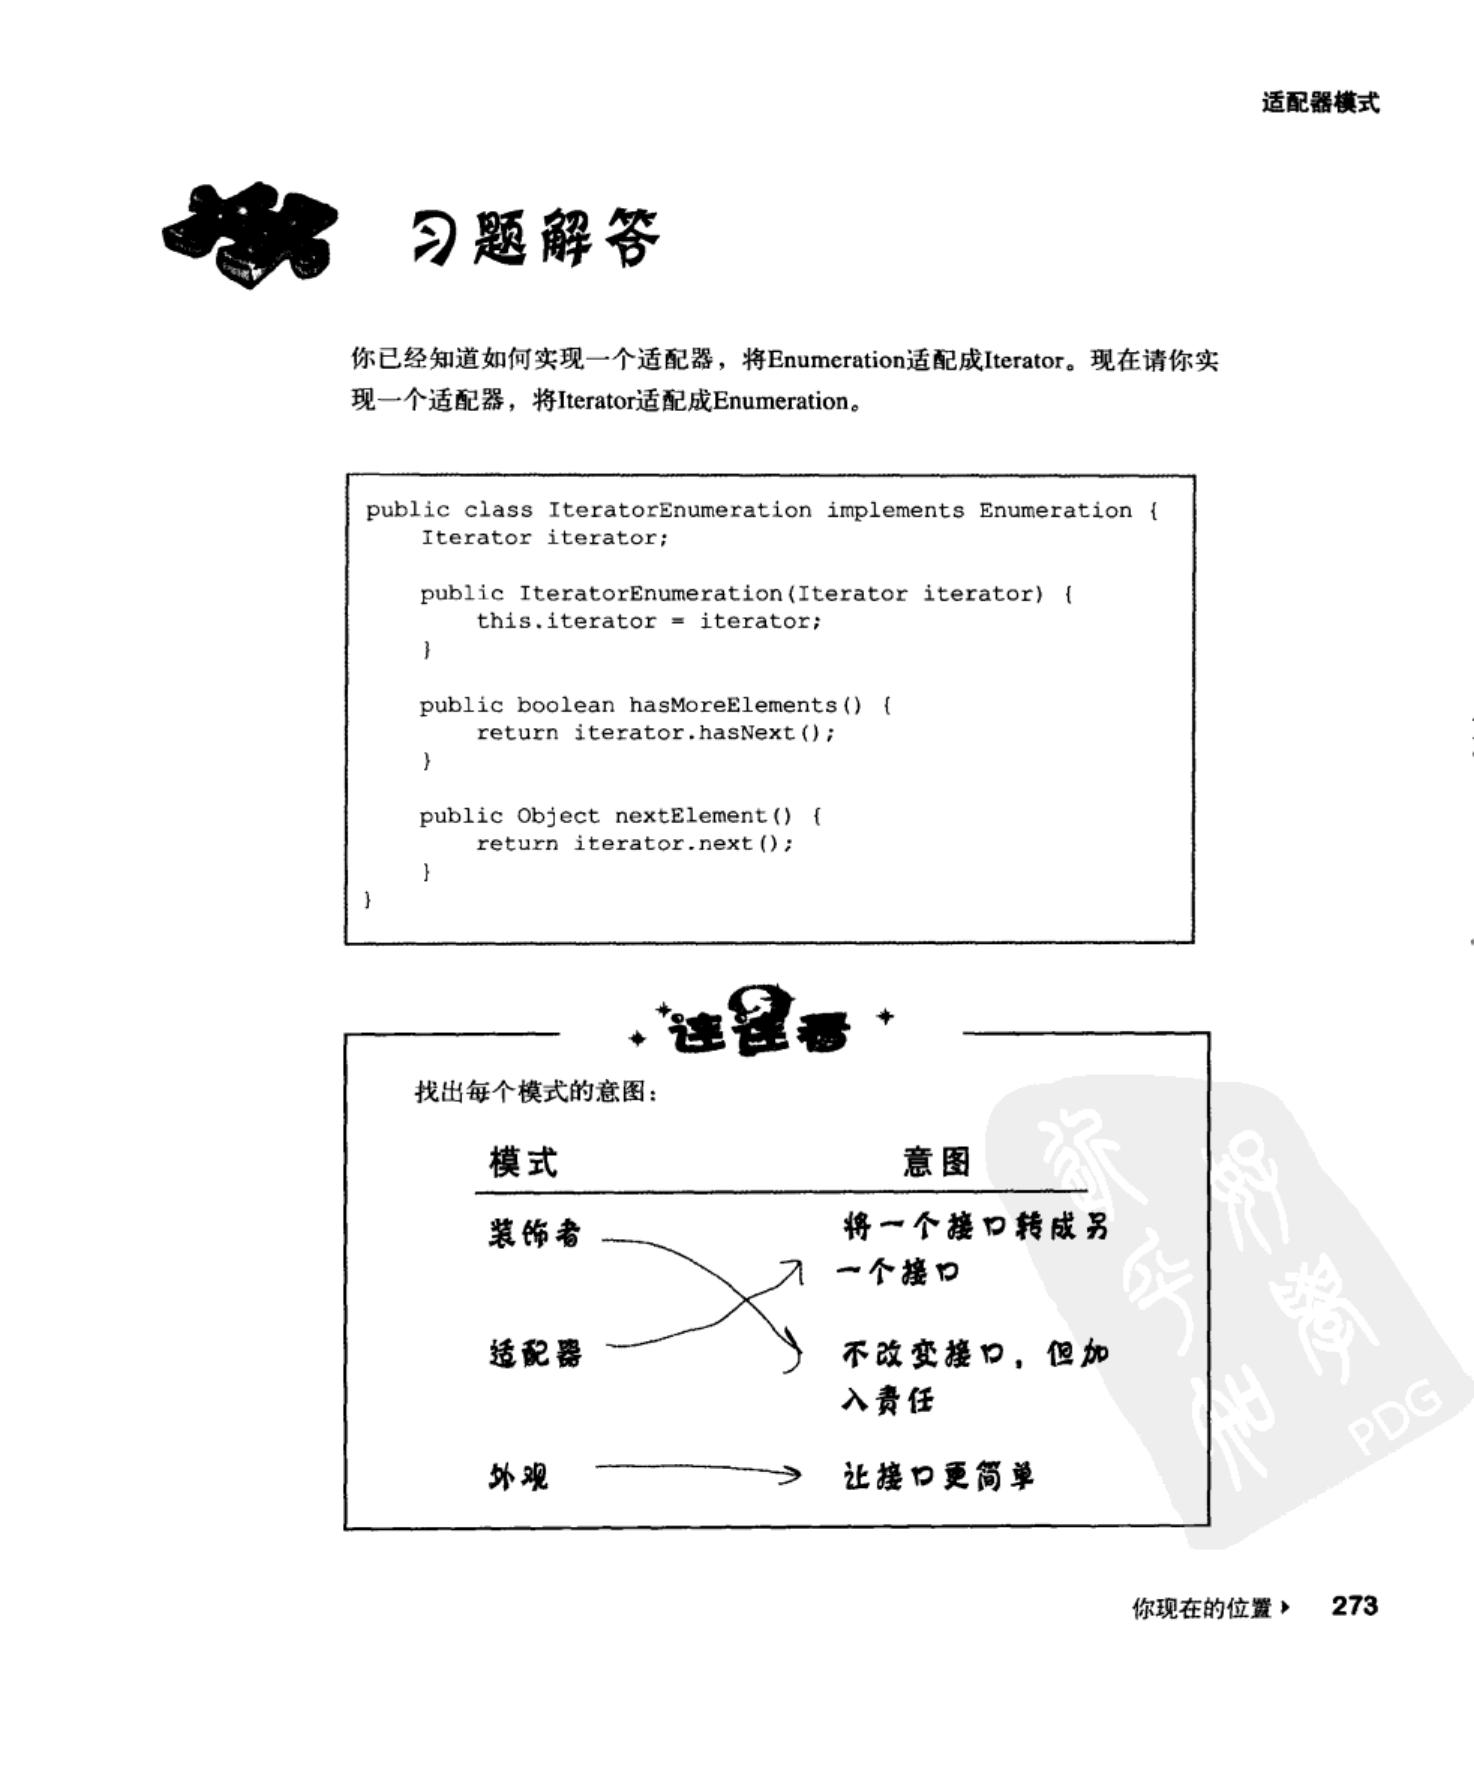 适配器模式
习题解答
你已经知道如何实现一个适配器，将Enumeration适配成Iterator。现在请你实
现一个适配器，将Iterator适配成Enumeration。
public class IteratorEnumeration implements Enumeration {
    Iterator iterator;
    public IteratorEnumeration(Iterator iterator) {
        this.iterator = iterator;
    }
    public boolean hasMoreElements() {
        return iterator.hasNext();
    }
    public Object nextElement() {
        return iterator.next();
    }
}
连连看
找出每个模式的意图：
模式 意图
装饰者 将一个接口转成另
一个接口
适配器 不改变接口，但加
入责任
外观 让接口更简单
PDG
你现在的位置 273